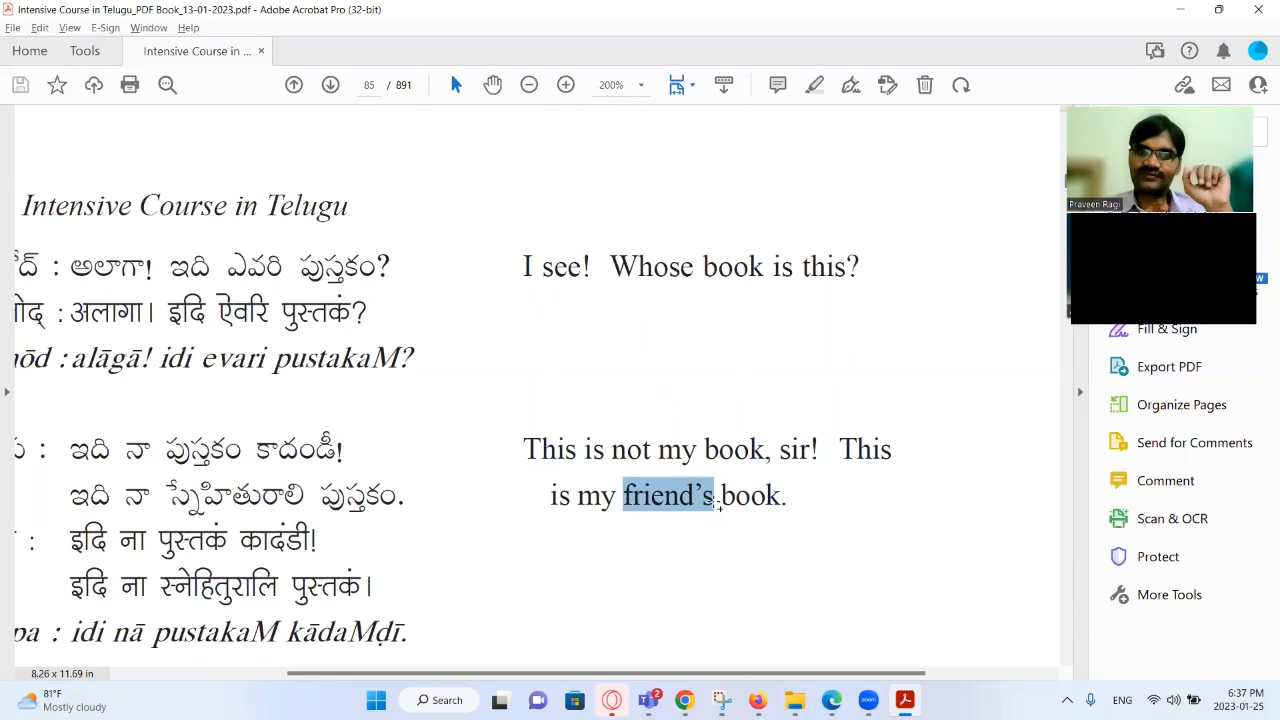 Intensive Course in Telugu_PDF Book_13-01-2023.pdf - Adobe Acrobat Pro (32-bit)
File Edit View E-Sign Window Help
Home Tools Intensive Course in ... ×
85 / 891 200%
Praveen Ragi
Intensive Course in Telugu
: అలాగా! ఇది ఎవరి పుస్తకం? I see! Whose book is this?
: अलागा। इदि ऎवरि पुस्तकं?
: alāgā! idi evari pustakaM?
: ఇది నా పుస్తకం కాదండీ! This is not my book, sir! This
ఇది నా స్నేహితురాలి పుస్తకం. is my friend's book.
: इदि ना पुस्तकं कादंडी!
इदि ना स्नेहितुरालि पुस्तकं।
pa : idi nā pustakaM kādaMḍī.
Fill & Sign
Export PDF
Organize Pages
Send for Comments
Comment
Scan & OCR
Protect
More Tools
8.26 x 11.69 in
81°F
Mostly cloudy
Search
2
zoom
ENG
6:37 PM
2023-01-25